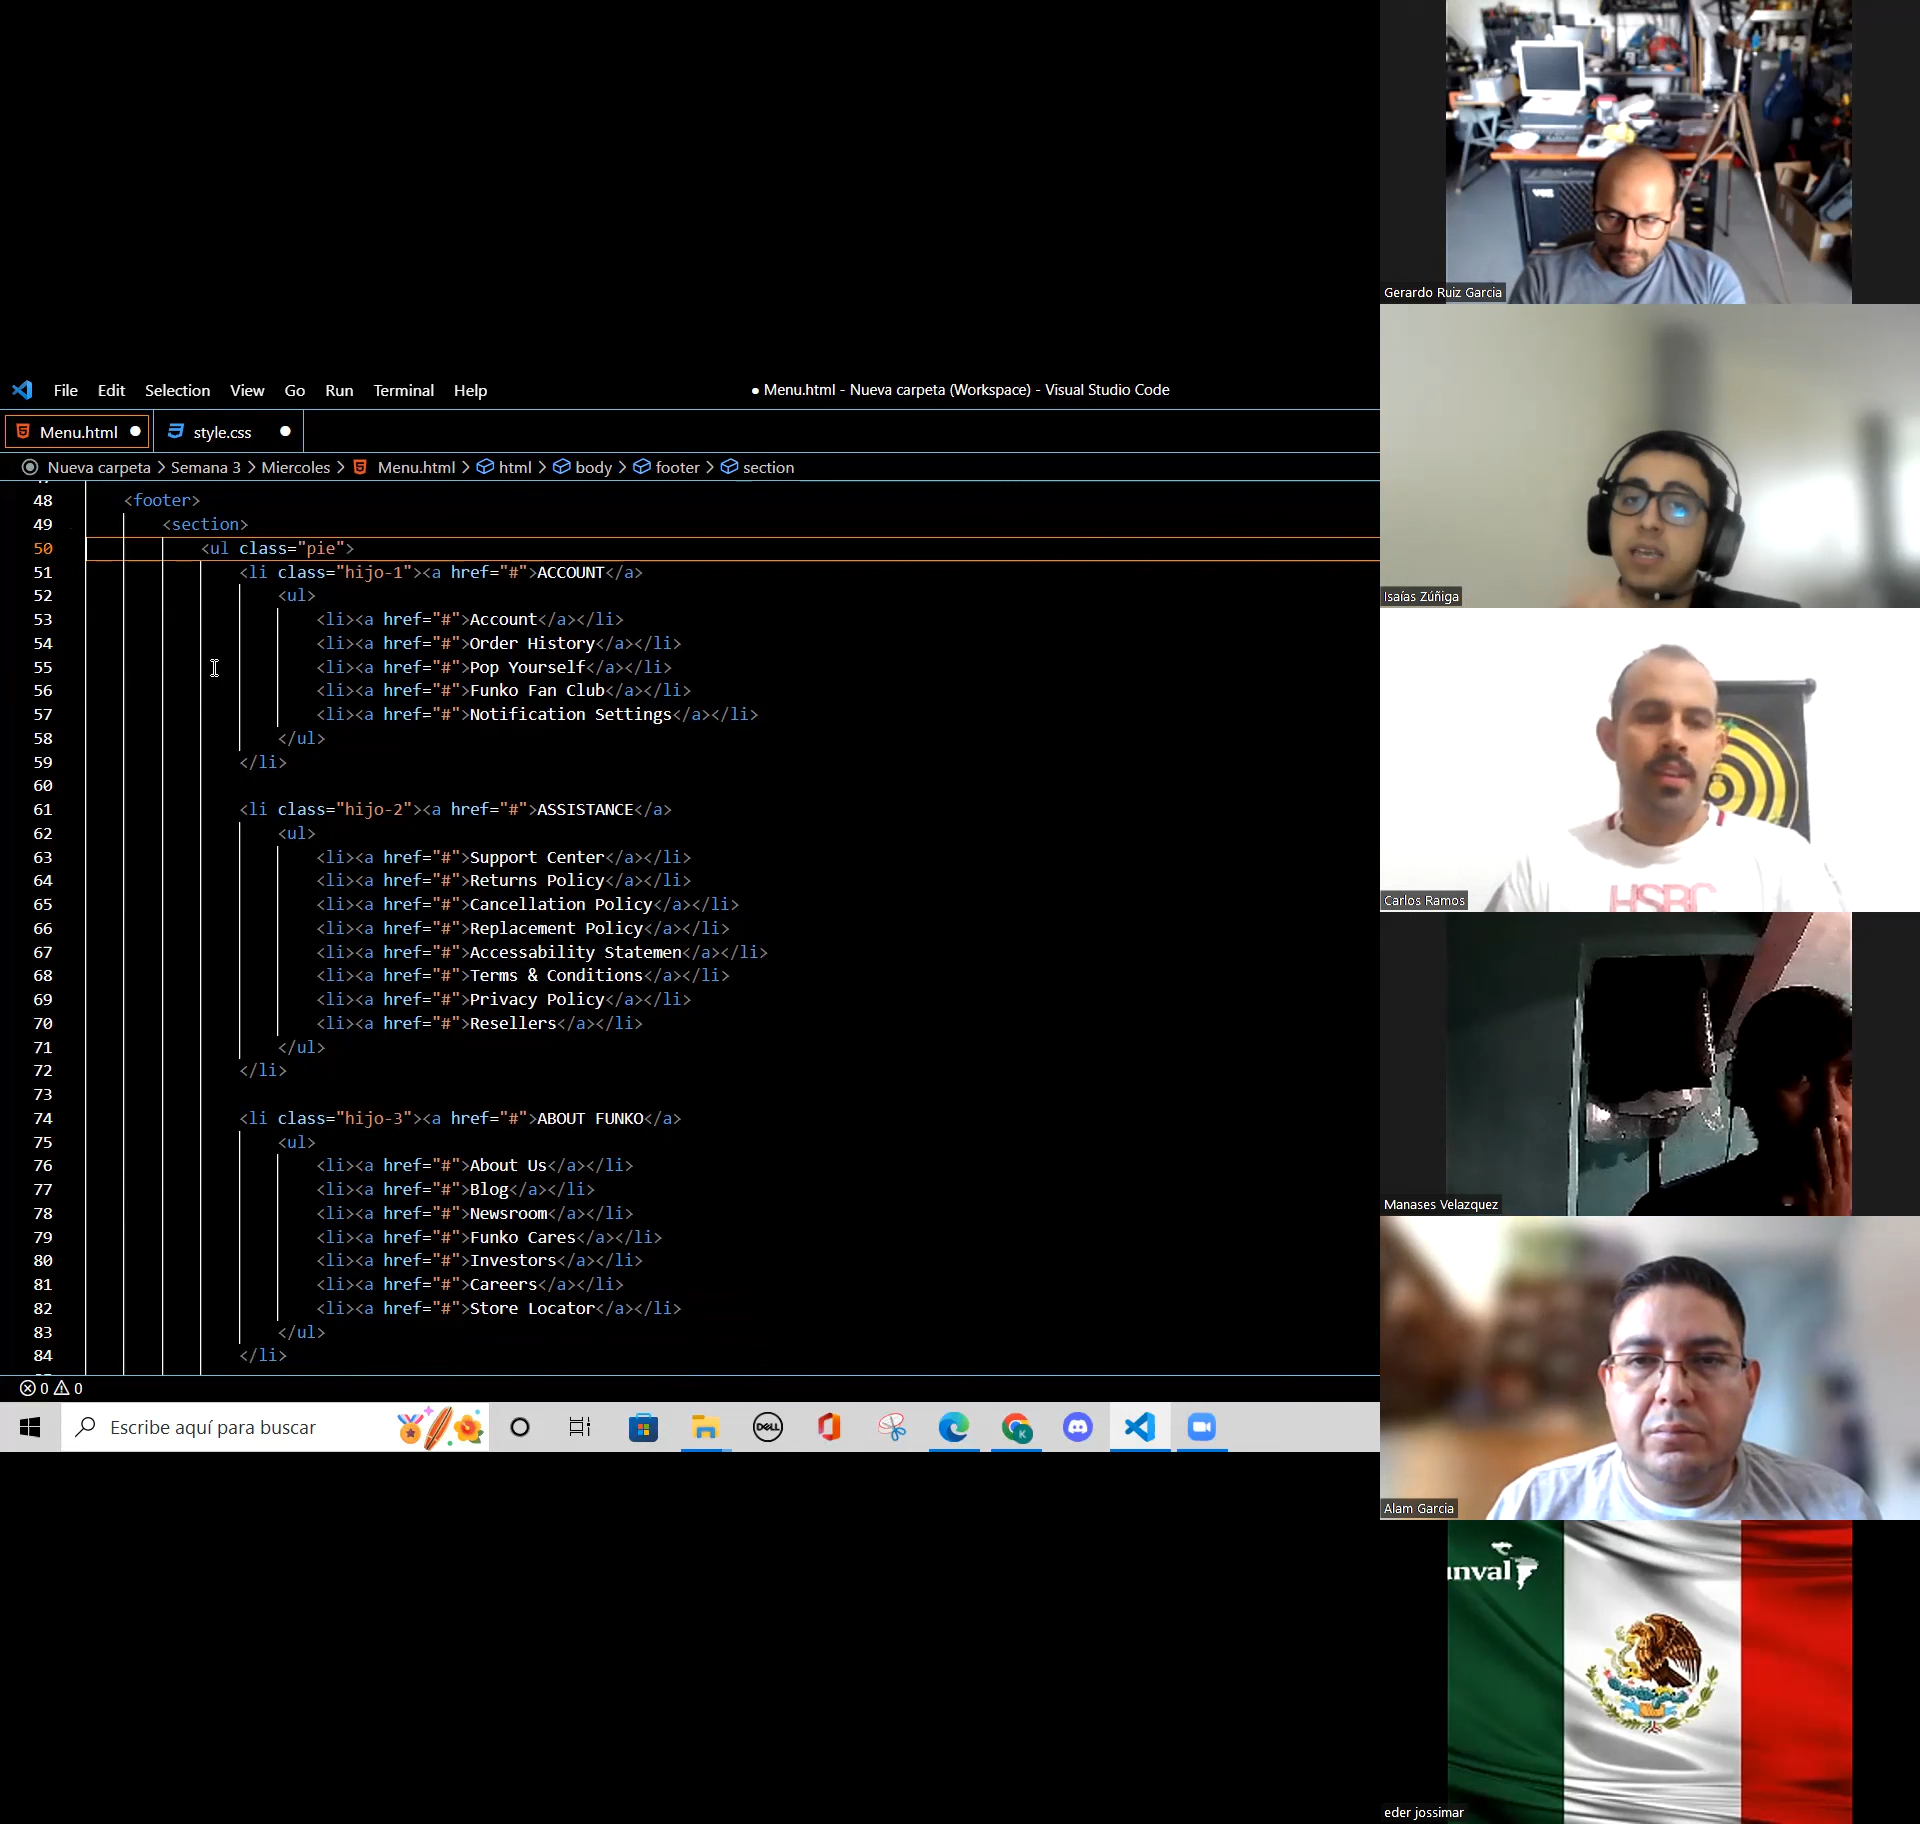 File Edit Selection View Go Run Terminal Help
● Menu.html - Nueva carpeta (Workspace) - Visual Studio Code
Menu.html ● style.css ●
Nueva carpeta > Semana 3 > Miercoles > Menu.html > html > body > footer > section
48 <footer>
49 <section>
50 <ul class="pie">
51 <li class="hijo-1"><a href="#">ACCOUNT</a>
52 <ul>
53 <li><a href="#">Account</a></li>
54 <li><a href="#">Order History</a></li>
55 <li><a href="#">Pop Yourself</a></li>
56 <li><a href="#">Funko Fan Club</a></li>
57 <li><a href="#">Notification Settings</a></li>
58 </ul>
59 </li>
60
61 <li class="hijo-2"><a href="#">ASSISTANCE</a>
62 <ul>
63 <li><a href="#">Support Center</a></li>
64 <li><a href="#">Returns Policy</a></li>
65 <li><a href="#">Cancellation Policy</a></li>
66 <li><a href="#">Replacement Policy</a></li>
67 <li><a href="#">Accessability Statemen</a></li>
68 <li><a href="#">Terms & Conditions</a></li>
69 <li><a href="#">Privacy Policy</a></li>
70 <li><a href="#">Resellers</a></li>
71 </ul>
72 </li>
73
74 <li class="hijo-3"><a href="#">ABOUT FUNKO</a>
75 <ul>
76 <li><a href="#">About Us</a></li>
77 <li><a href="#">Blog</a></li>
78 <li><a href="#">Newsroom</a></li>
79 <li><a href="#">Funko Cares</a></li>
80 <li><a href="#">Investors</a></li>
81 <li><a href="#">Careers</a></li>
82 <li><a href="#">Store Locator</a></li>
83 </ul>
84 </li>
0 0
Escribe aquí para buscar
DELL
K
Gerardo Ruiz Garcia
Isaías Zúñiga
HSBC
Carlos Ramos
Manases Velazquez
Alam Garcia
unval
eder jossimar